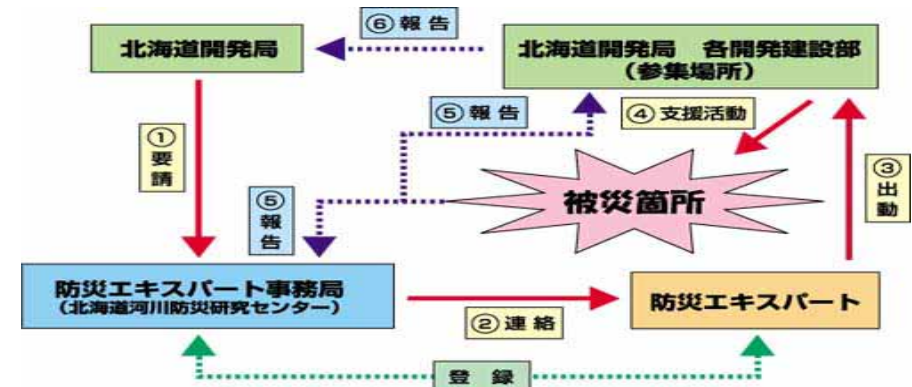 ⑥報告
北海道開発局
北海道開発局　各開発建設部
（参集場所）
①要請
⑤報告
④支援活動
③出動
被災箇所
⑤報告
防災エキスパート事務局
（北海道河川防災研究センター）
②連絡
防災エキスパート
登 録